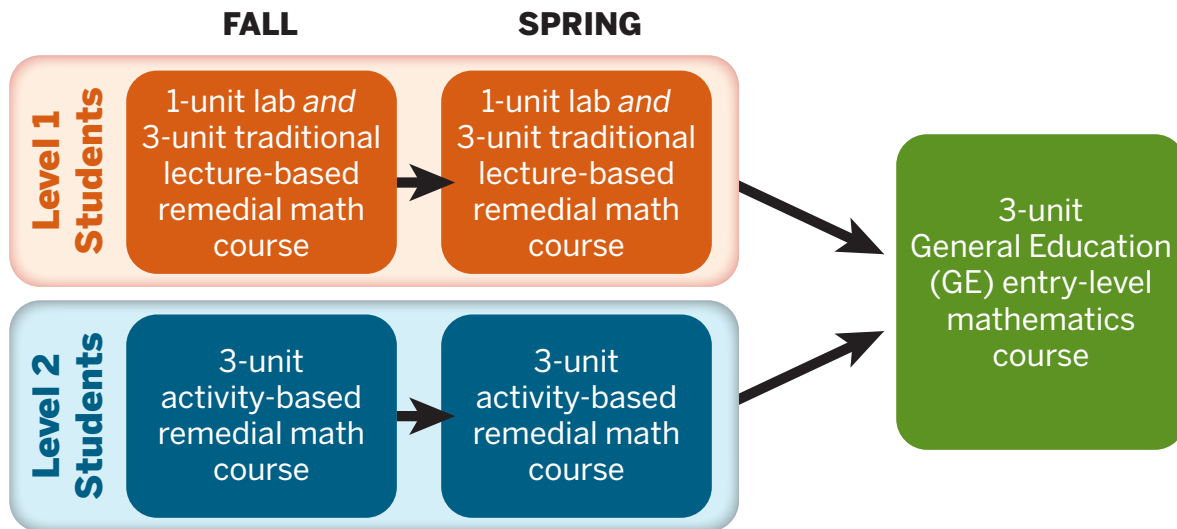 FALL
SPRING
Level 1
Students
1-unit lab and
3-unit traditional
lecture-based
remedial math
course
1-unit lab and
3-unit traditional
lecture-based
remedial math
course
Level 2
Students
3-unit
activity-based
remedial math
course
3-unit
activity-based
remedial math
course
3-unit
General Education
(GE) entry-level
mathematics
course